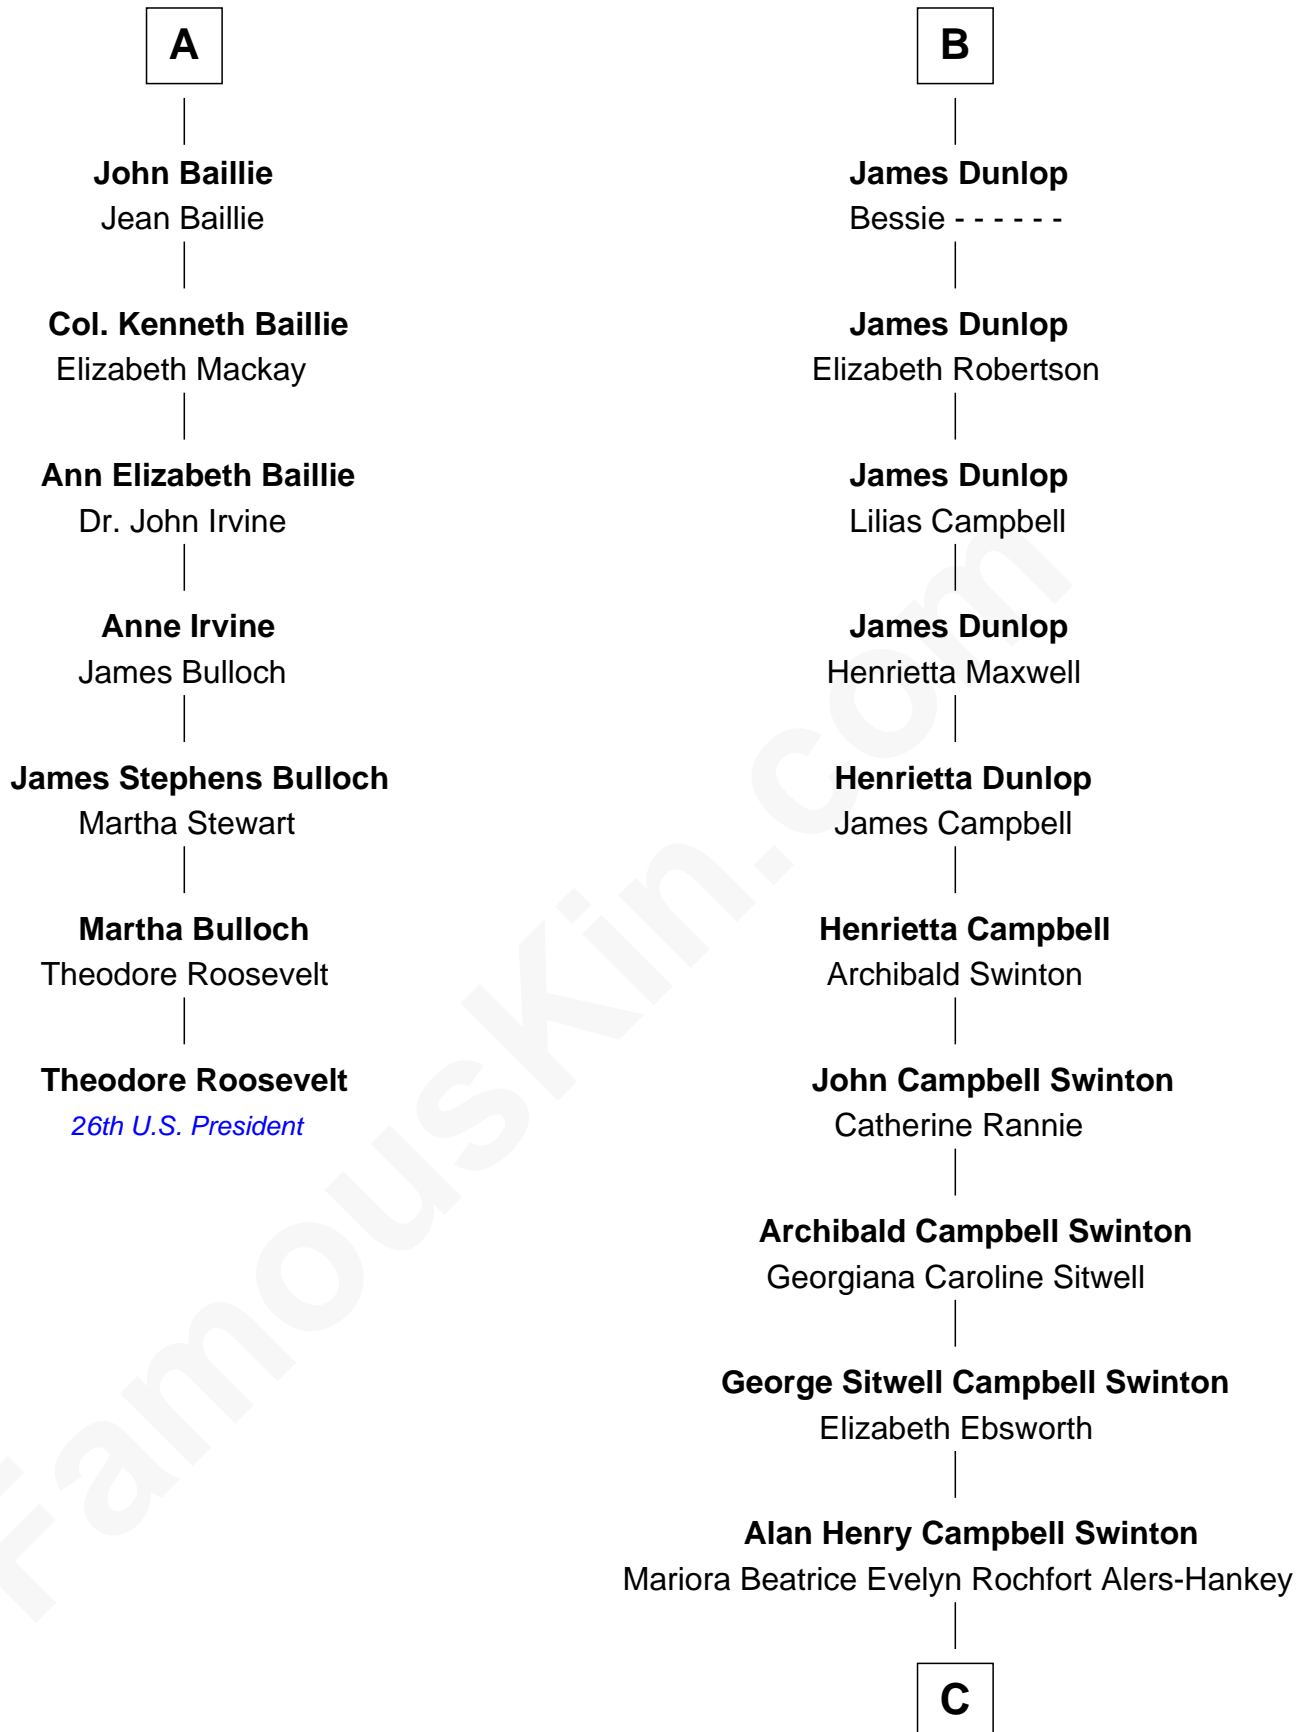 A
John Baillie
Jean Baillie
Col. Kenneth Baillie
Elizabeth Mackay
Ann Elizabeth Baillie
Dr. John Irvine
Anne Irvine
James Bulloch
James Stephens Bulloch
Martha Stewart
Martha Bulloch
Theodore Roosevelt
Theodore Roosevelt
26th U.S. President
B
James Dunlop
Bessie - - - - - -
James Dunlop
Elizabeth Robertson
James Dunlop
Lilias Campbell
James Dunlop
Henrietta Maxwell
Henrietta Dunlop
James Campbell
Henrietta Campbell
Archibald Swinton
John Campbell Swinton
Catherine Rannie
Archibald Campbell Swinton
Georgiana Caroline Sitwell
George Sitwell Campbell Swinton
Elizabeth Ebsworth
Alan Henry Campbell Swinton
Mariora Beatrice Evelyn Rochfort Alers-Hankey
C
FamousKin.com